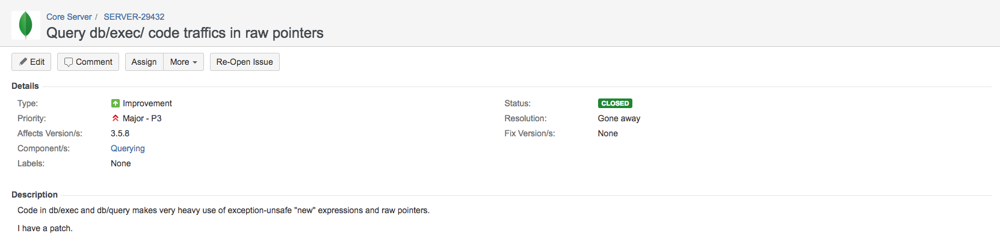 Core Server / SERVER-29432
Query db/exec/ code traffics in raw pointers
Edit Comment Assign More Re-Open Issue
Details
Type: Improvement Status: CLOSED
Priority: Major - P3 Resolution: Gone away
Affects Version/s: 3.5.8 Fix Version/s: None
Component/s: Querying
Labels: None
Description
Code in db/exec and db/query makes very heavy use of exception-unsafe "new" expressions and raw pointers.
I have a patch.